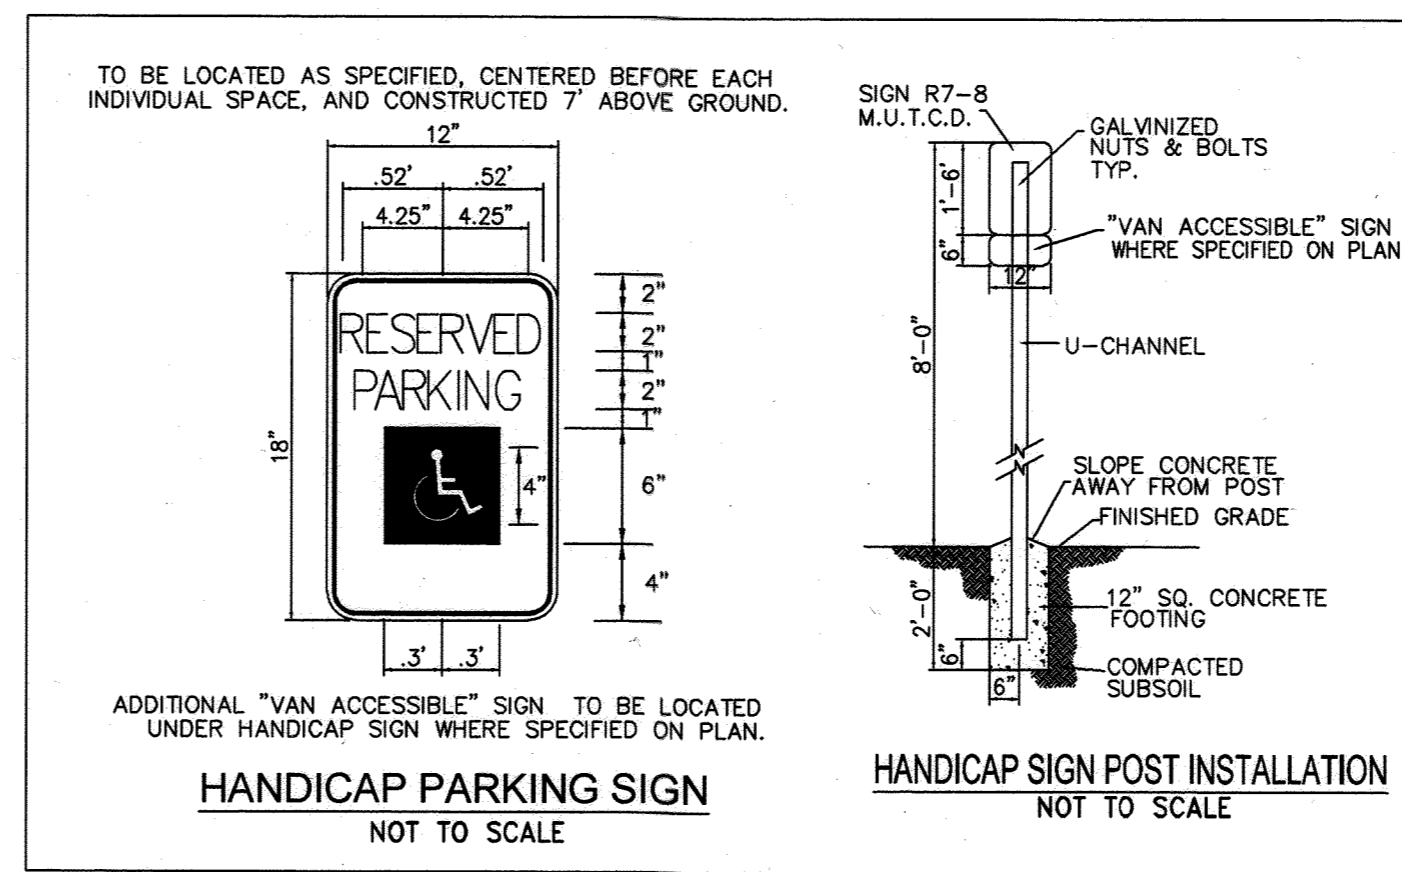 TO BE LOCATED AS SPECIFIED, CENTERED BEFORE EACH
INDIVIDUAL SPACE, AND CONSTRUCTED 7' ABOVE GROUND.
12"
.52' .52'
4.25" 4.25"
RESERVED
PARKING
18"
2"
2"
1"
2"
1"
6"
4"
4"
.3' .3'
ADDITIONAL "VAN ACCESSIBLE" SIGN TO BE LOCATED
UNDER HANDICAP SIGN WHERE SPECIFIED ON PLAN.
HANDICAP PARKING SIGN
NOT TO SCALE
SIGN R7-8
M.U.T.C.D.
GALVINIZED
NUTS & BOLTS
TYP.
1'-6'
"VAN ACCESSIBLE" SIGN
WHERE SPECIFIED ON PLAN
6"
12"
8'-0"
U-CHANNEL
SLOPE CONCRETE
AWAY FROM POST
FINISHED GRADE
2'-0"
12" SQ. CONCRETE
FOOTING
6"
6"
COMPACTED
SUBSOIL
HANDICAP SIGN POST INSTALLATION
NOT TO SCALE